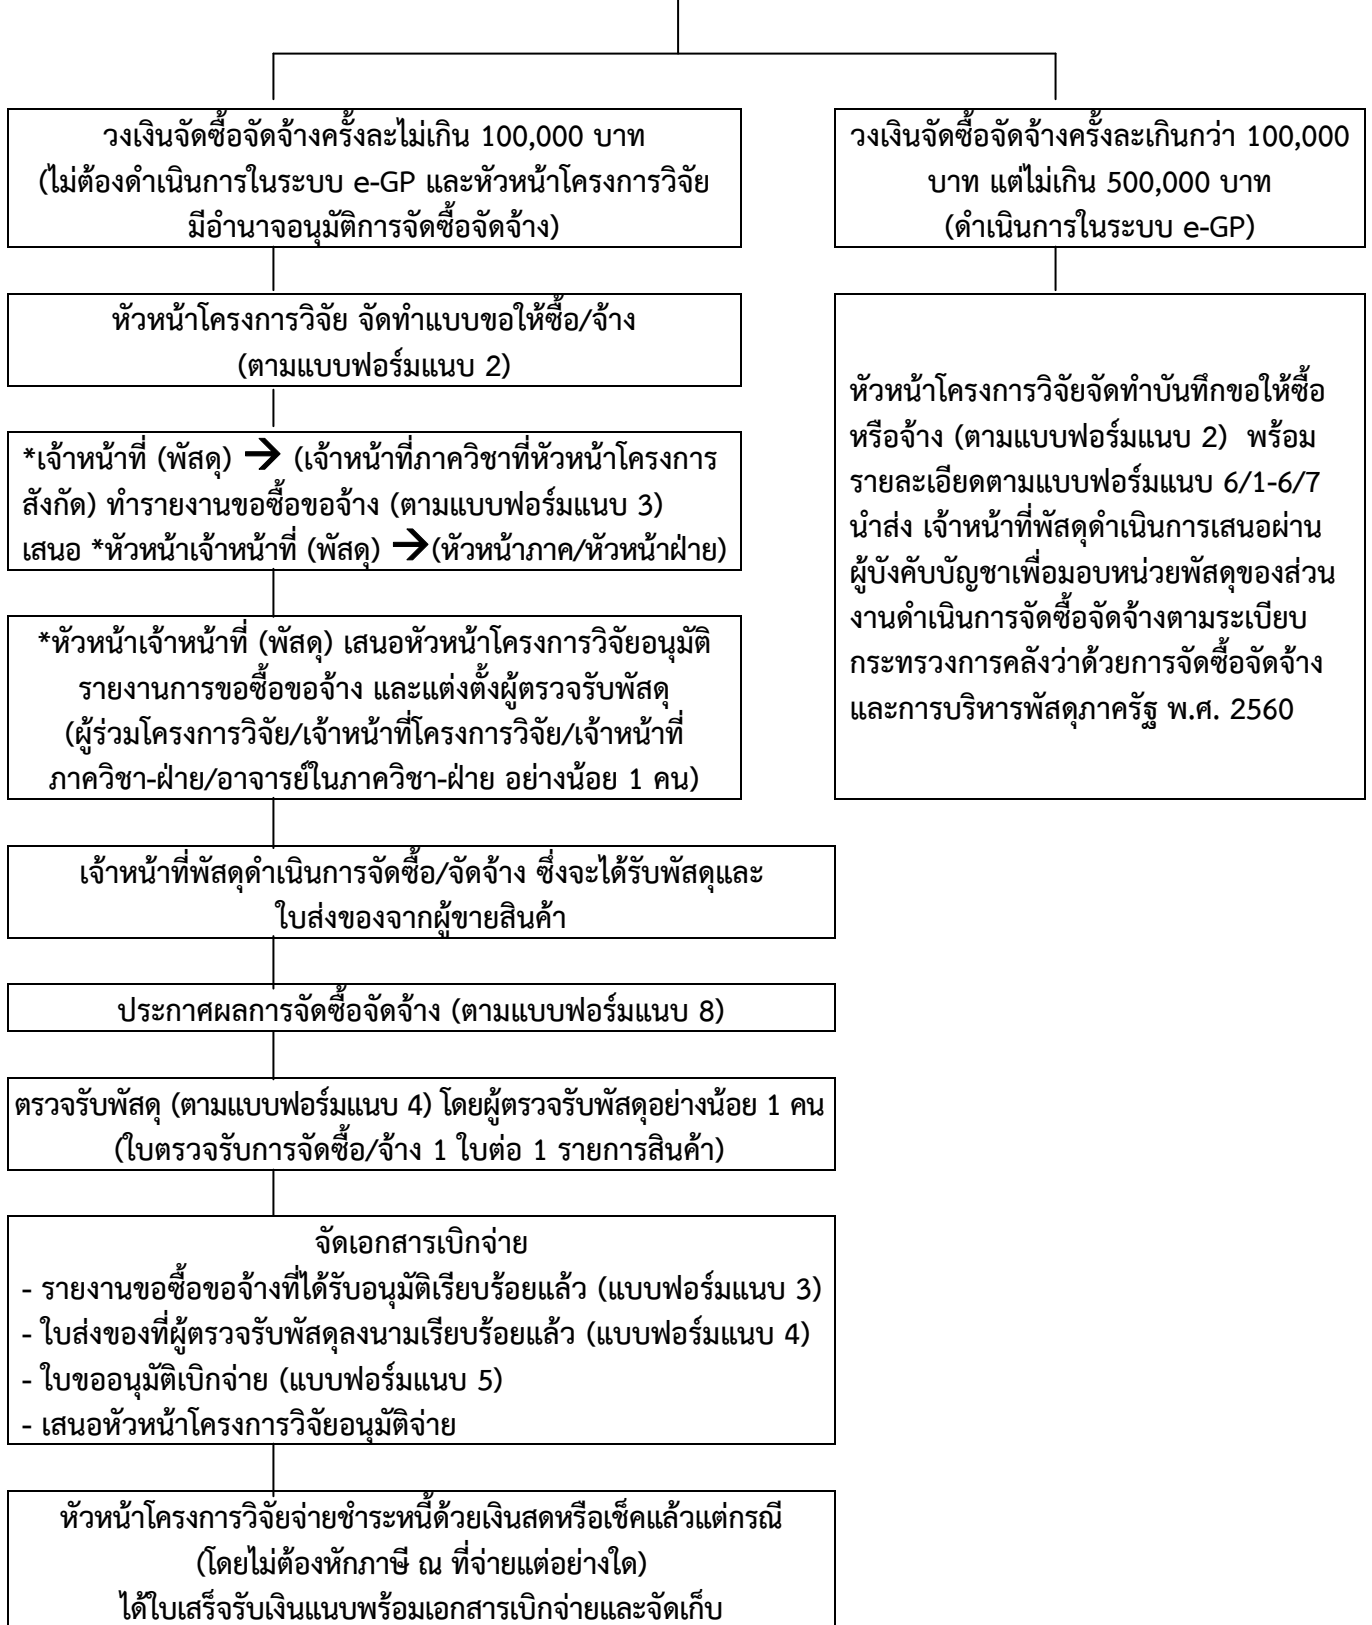 วงเงินจัดซื้อจัดจ้างครั้งละไม่เกิน 100,000 บาท
(ไม่ต้องดำเนินการในระบบ e-GP และหัวหน้าโครงการวิจัย
มีอำนาจอนุมัติการจัดซื้อจัดจ้าง)
วงเงินจัดซื้อจัดจ้างครั้งละเกินกว่า 100,000
บาท แต่ไม่เกิน 500,000 บาท
(ดำเนินการในระบบ e-GP)
หัวหน้าโครงการวิจัย จัดทำแบบขอให้ซื้อ/จ้าง
(ตามแบบฟอร์มแนบ 2)
*เจ้าหน้าที่ (พัสดุ) → (เจ้าหน้าที่ภาควิชาที่หัวหน้าโครงการ
สังกัด) ทำรายงานขอซื้อขอจ้าง (ตามแบบฟอร์มแนบ 3)
เสนอ *หัวหน้าเจ้าหน้าที่ (พัสดุ) →(หัวหน้าภาค/หัวหน้าฝ่าย)
*หัวหน้าเจ้าหน้าที่ (พัสดุ) เสนอหัวหน้าโครงการวิจัยอนุมัติ
รายงานการขอซื้อขอจ้าง และแต่งตั้งผู้ตรวจรับพัสดุ
(ผู้ร่วมโครงการวิจัย/เจ้าหน้าที่โครงการวิจัย/เจ้าหน้าที่
ภาควิชา-ฝ่าย/อาจารย์ในภาควิชา-ฝ่าย อย่างน้อย 1 คน)
หัวหน้าโครงการวิจัยจัดทำบันทึกขอให้ซื้อ
หรือจ้าง (ตามแบบฟอร์มแนบ 2) พร้อม
รายละเอียดตามแบบฟอร์มแนบ 6/1-6/7
นำส่ง เจ้าหน้าที่พัสดุดำเนินการเสนอผ่าน
ผู้บังคับบัญชาเพื่อมอบหน่วยพัสดุของส่วน
งานดำเนินการจัดซื้อจัดจ้างตามระเบียบ
กระทรวงการคลังว่าด้วยการจัดซื้อจัดจ้าง
และการบริหารพัสดุภาครัฐ พ.ศ. 2560
เจ้าหน้าที่พัสดุดำเนินการจัดซื้อ/จัดจ้าง ซึ่งจะได้รับพัสดุและ
ใบส่งของจากผู้ขายสินค้า
ประกาศผลการจัดซื้อจัดจ้าง (ตามแบบฟอร์มแนบ 8)
ตรวจรับพัสดุ (ตามแบบฟอร์มแนบ 4) โดยผู้ตรวจรับพัสดุอย่างน้อย 1 คน
(ใบตรวจรับการจัดซื้อ/จ้าง 1 ใบต่อ 1 รายการสินค้า)
จัดเอกสารเบิกจ่าย
- รายงานขอซื้อขอจ้างที่ได้รับอนุมัติเรียบร้อยแล้ว (แบบฟอร์มแนบ 3)
- ใบส่งของที่ผู้ตรวจรับพัสดุลงนามเรียบร้อยแล้ว (แบบฟอร์มแนบ 4)
- ใบขออนุมัติเบิกจ่าย (แบบฟอร์มแนบ 5)
- เสนอหัวหน้าโครงการวิจัยอนุมัติจ่าย
หัวหน้าโครงการวิจัยจ่ายชำระหนี้ด้วยเงินสดหรือเช็คแล้วแต่กรณี
(โดยไม่ต้องหักภาษี ณ ที่จ่ายแต่อย่างใด)
ได้ใบเสร็จรับเงินแนบพร้อมเอกสารเบิกจ่ายและจัดเก็บ